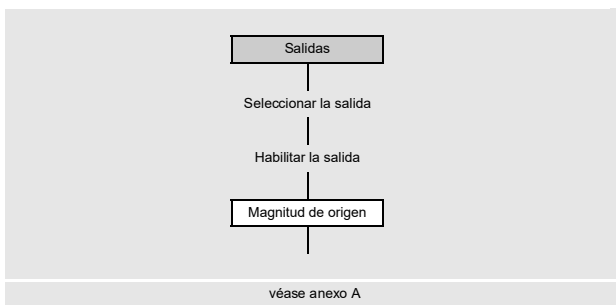 Salidas
Seleccionar la salida
Habilitar la salida
Magnitud de origen
véase anexo A